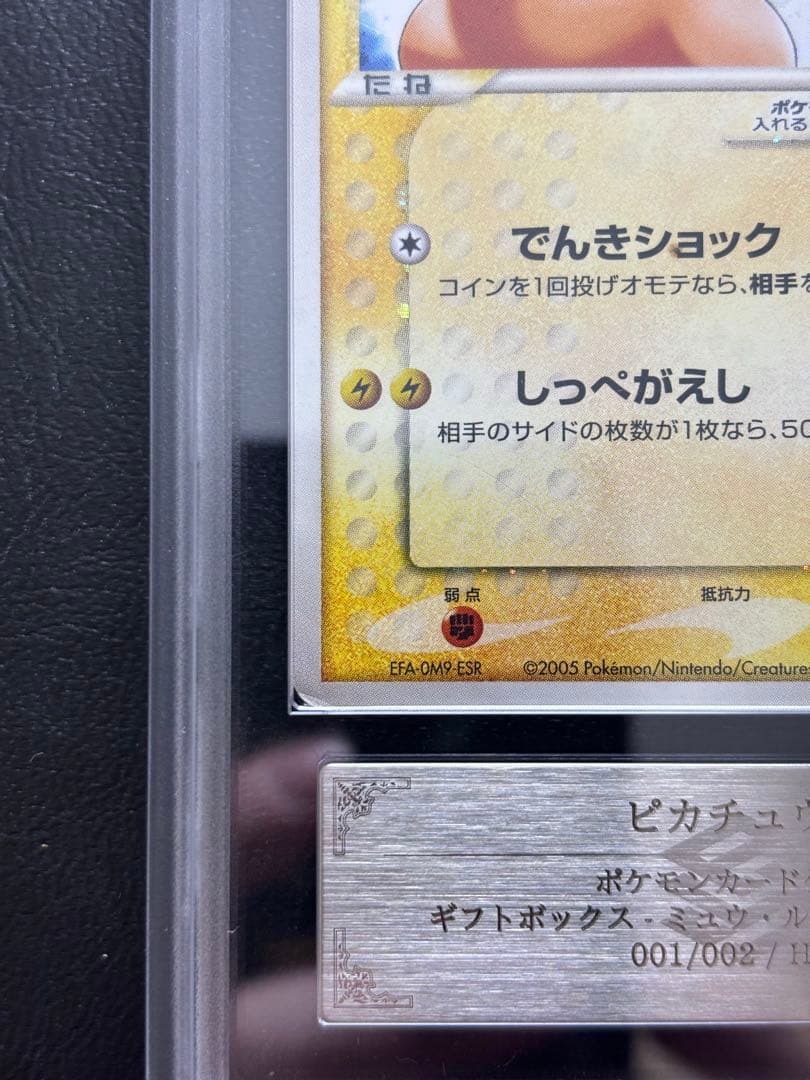 たね
ポケ
入れる
でんきショック
コインを1回投げオモテなら、相手を
しっぺがえし
相手のサイドの枚数が1枚なら、50
弱点
抵抗力
EFA-0M9-ESR ©2005 Pokémon/Nintendo/Creatures
ピカチュウ
ポケモンカード
ギフトボックス - ミュウ・ル
001/002 / H